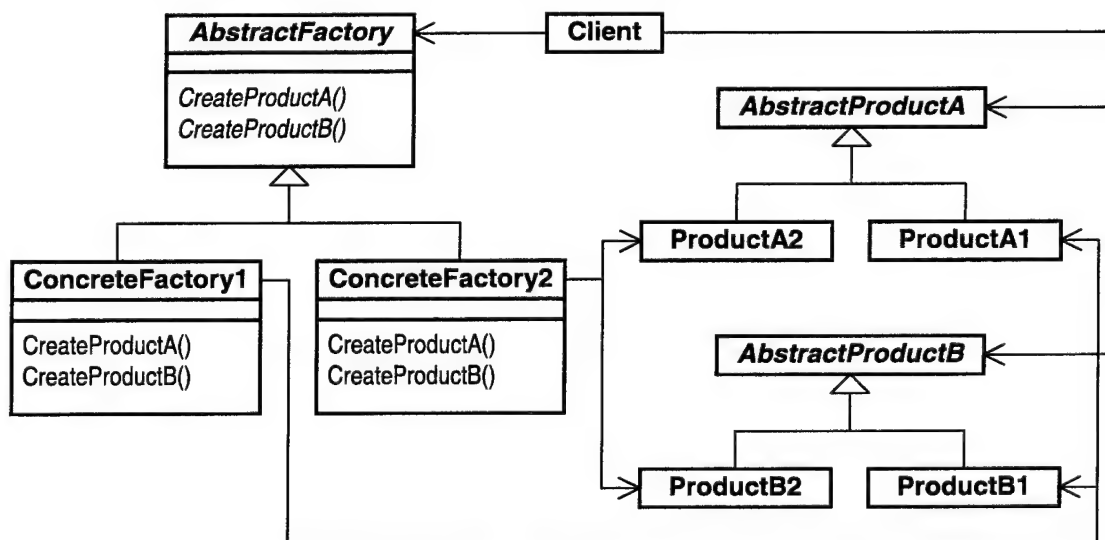 AbstractFactory
Client
CreateProductA()
CreateProductB()
AbstractProductA
ProductA2
ProductA1
ConcreteFactory1
ConcreteFactory2
CreateProductA()
CreateProductB()
CreateProductA()
CreateProductB()
AbstractProductB
ProductB2
ProductB1